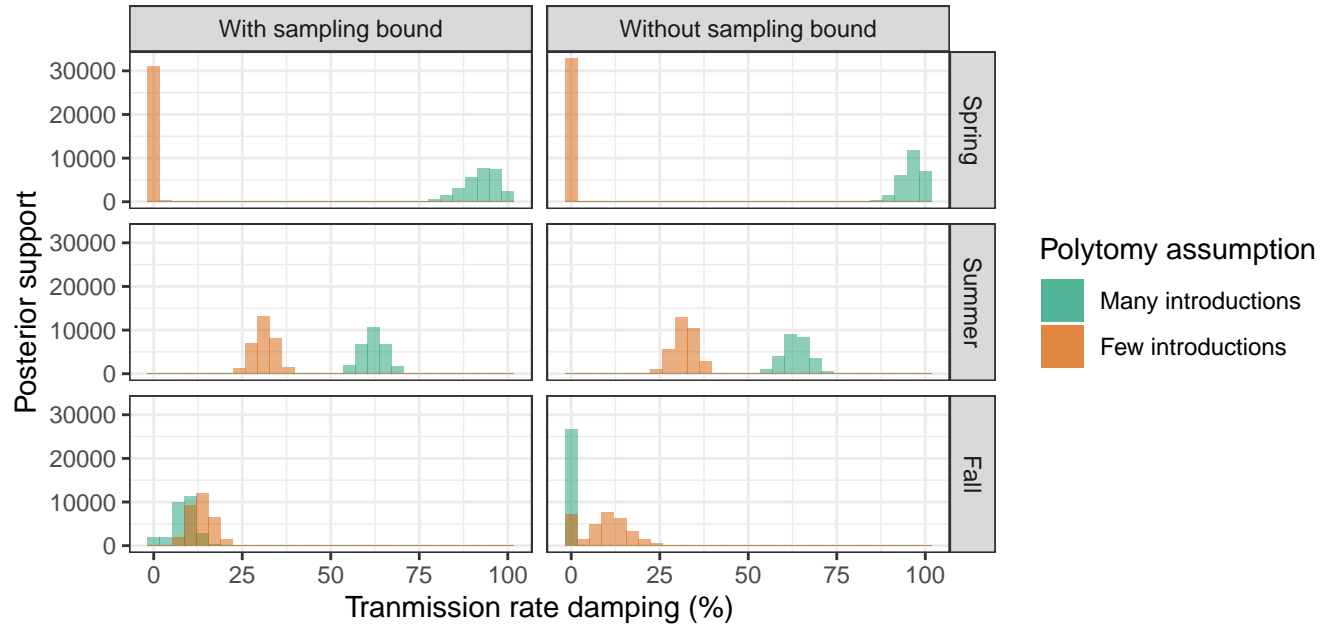 With sampling bound
Without sampling bound
30000
20000
10000
0
Spring
30000
20000
10000
0
Summer
30000
20000
10000
0
Fall
Posterior support
0
25
50
75
100
0
25
50
75
100
Tranmission rate damping (%)
Polytomy assumption
Many introductions
Few introductions